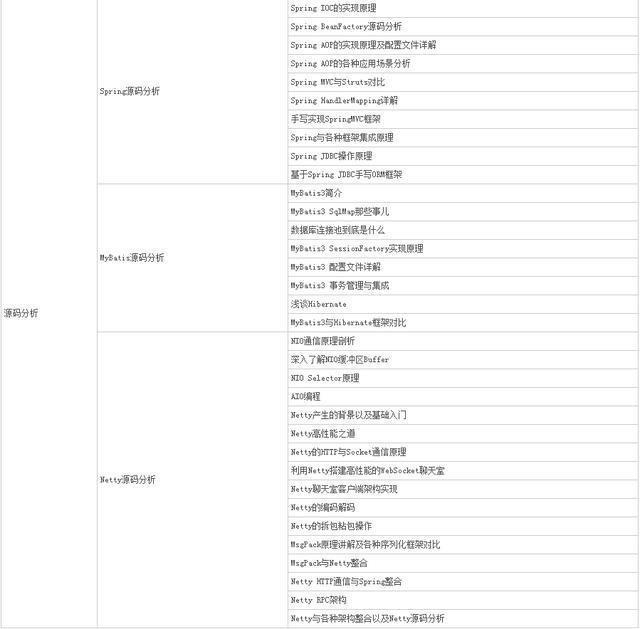 源码分析
Spring源码分析
Spring IOC的实现原理
Spring BeanFactory源码分析
Spring AOP的实现原理及配置文件详解
Spring AOP的各种应用场景分析
Spring MVC与Struts对比
Spring HandlerMapping详解
手写实现SpringMVC框架
Spring与各种框架集成原理
Spring JDBC操作原理
基于Spring JDBC手写ORM框架
MyBatis源码分析
MyBatis3简介
MyBatis3 SqlMap那些事儿
数据库连接池到底是什么
MyBatis3 SessionFactory实现原理
MyBatis3 配置文件详解
MyBatis3 事务管理与集成
浅谈Hibernate
MyBatis3与Hibernate框架对比
Netty源码分析
NIO通信原理剖析
深入了解NIO缓冲区Buffer
NIO Selector原理
AIO编程
Netty产生的背景以及基础入门
Netty高性能之道
Netty的HTTP与Socket通信原理
利用Netty搭建高性能的WebSocket聊天室
Netty聊天室客户端架构实现
Netty的编码解码
Netty的拆包粘包操作
MsgPack原理讲解及各种序列化框架对比
MsgPack与Netty整合
Netty HTTP通信与Spring整合
Netty RPC架构
Netty与各种架构整合以及Netty源码分析